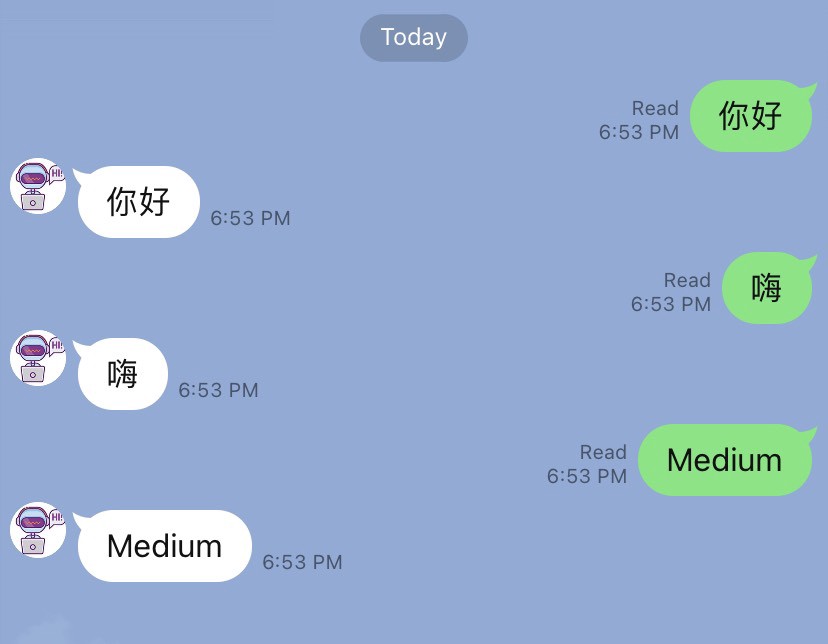 Today
Read
6:53 PM
你好
HI!
你好
6:53 PM
Read
6:53 PM
嗨
HI!
嗨
6:53 PM
Read
6:53 PM
Medium
HI!
Medium
6:53 PM